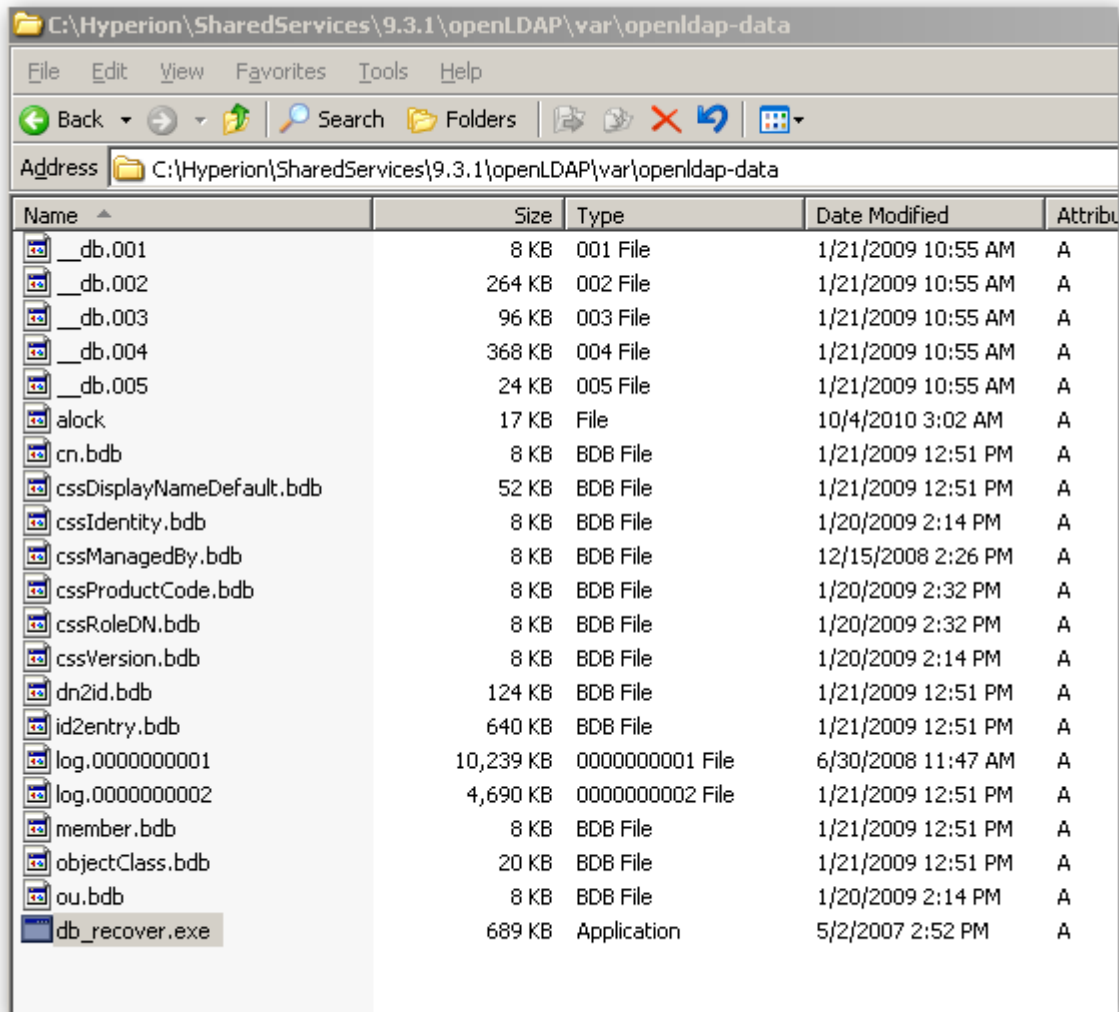 C:\Hyperion\SharedServices\9.3.1\openLDAP\var\openldap-data
File Edit View Favorites Tools Help
Back Search Folders
Address C:\Hyperion\SharedServices\9.3.1\openLDAP\var\openldap-data
Name Size Type Date Modified Attribu
__db.001 8 KB 001 File 1/21/2009 10:55 AM A
__db.002 264 KB 002 File 1/21/2009 10:55 AM A
__db.003 96 KB 003 File 1/21/2009 10:55 AM A
__db.004 368 KB 004 File 1/21/2009 10:55 AM A
__db.005 24 KB 005 File 1/21/2009 10:55 AM A
alock 17 KB File 10/4/2010 3:02 AM A
cn.bdb 8 KB BDB File 1/21/2009 12:51 PM A
cssDisplayNameDefault.bdb 52 KB BDB File 1/21/2009 12:51 PM A
cssIdentity.bdb 8 KB BDB File 1/20/2009 2:14 PM A
cssManagedBy.bdb 8 KB BDB File 12/15/2008 2:26 PM A
cssProductCode.bdb 8 KB BDB File 1/20/2009 2:32 PM A
cssRoleDN.bdb 8 KB BDB File 1/20/2009 2:32 PM A
cssVersion.bdb 8 KB BDB File 1/20/2009 2:14 PM A
dn2id.bdb 124 KB BDB File 1/21/2009 12:51 PM A
id2entry.bdb 640 KB BDB File 1/21/2009 12:51 PM A
log.0000000001 10,239 KB 0000000001 File 6/30/2008 11:47 AM A
log.0000000002 4,690 KB 0000000002 File 1/21/2009 12:51 PM A
member.bdb 8 KB BDB File 1/21/2009 12:51 PM A
objectClass.bdb 20 KB BDB File 1/21/2009 12:51 PM A
ou.bdb 8 KB BDB File 1/20/2009 2:14 PM A
db_recover.exe 689 KB Application 5/2/2007 2:52 PM A